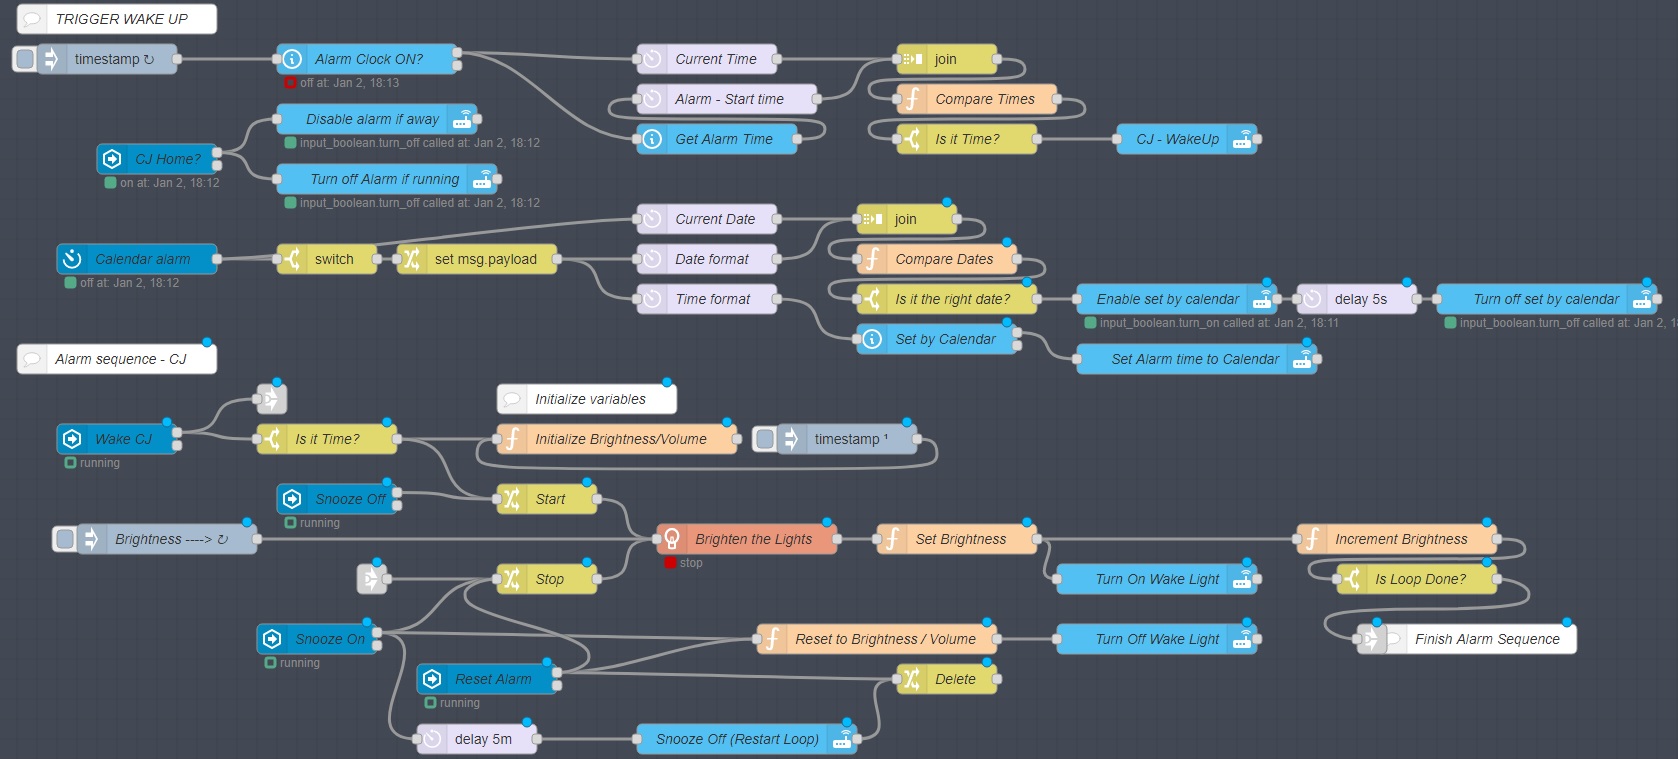 TRIGGER WAKE UP
timestamp ↻
Alarm Clock ON?
off at: Jan 2, 18:13
Current Time
join
Alarm - Start time
Compare Times
Disable alarm if away
input_boolean.turn_off called at: Jan 2, 18:12
Get Alarm Time
Is it Time?
CJ - WakeUp
CJ Home?
on at: Jan 2, 18:12
Turn off Alarm if running
input_boolean.turn_off called at: Jan 2, 18:12
Current Date
join
Calendar alarm
off at: Jan 2, 18:12
switch
set msg.payload
Date format
Compare Dates
Time format
Is it the right date?
Enable set by calendar
input_boolean.turn_on called at: Jan 2, 18:11
delay 5s
Turn off set by calendar
input_boolean.turn_off called at: Jan 2, 1
Set by Calendar
Set Alarm time to Calendar
Alarm sequence - CJ
Initialize variables
Wake CJ
running
Is it Time?
Initialize Brightness/Volume
timestamp ¹
Snooze Off
running
Start
Brightness ----> ↻
Brighten the Lights
stop
Set Brightness
Increment Brightness
Stop
Turn On Wake Light
Is Loop Done?
Snooze On
running
Reset to Brightness / Volume
Turn Off Wake Light
Finish Alarm Sequence
Reset Alarm
running
Delete
delay 5m
Snooze Off (Restart Loop)